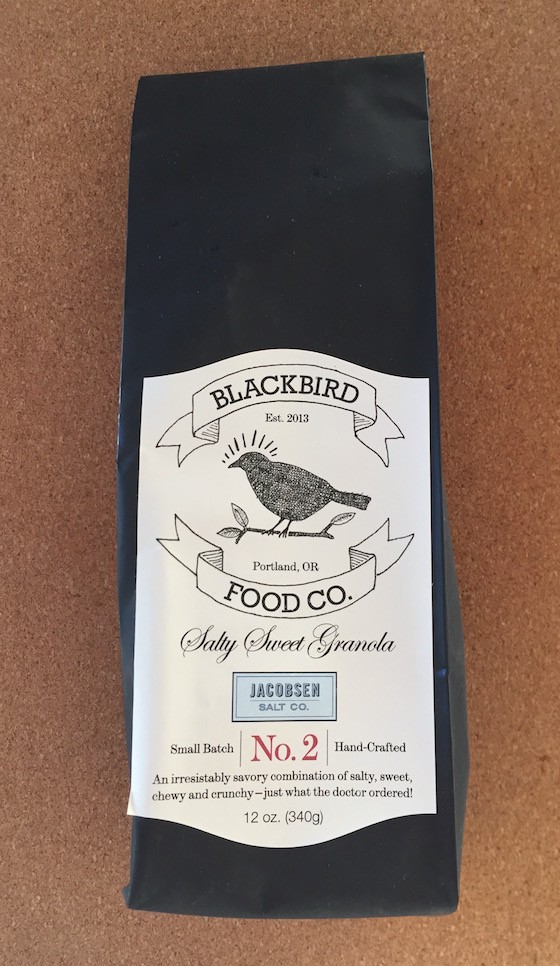 BLACKBIRD
Est. 2013
Portland, OR
FOOD CO.
Salty Sweet Granola
JACOBSEN
SALT CO.
Small Batch No. 2 Hand-Crafted
An irresistably savory combination of salty, sweet,
chewy and crunchy—just what the doctor ordered!
12 oz. (340g)